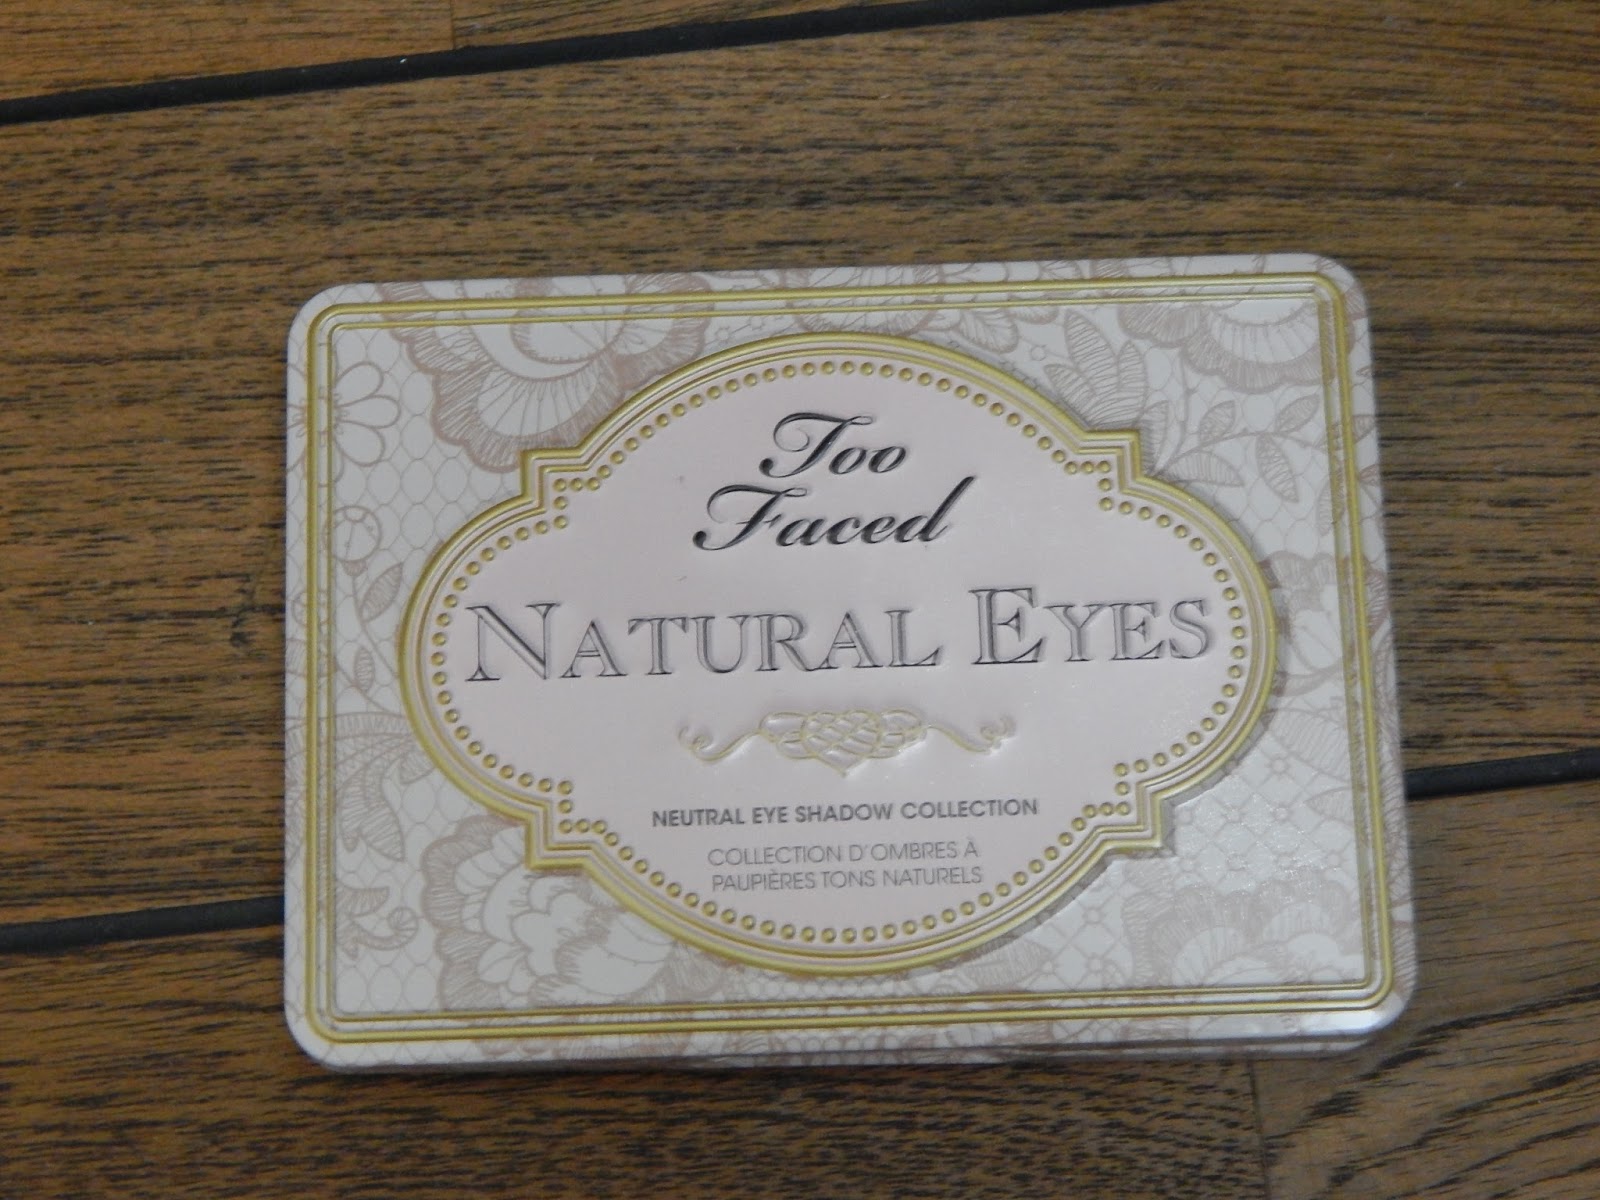 Too
Faced
NATURAL EYES
NEUTRAL EYE SHADOW COLLECTION
COLLECTION D'OMBRES À
PAUPIÈRES TONS NATURELS